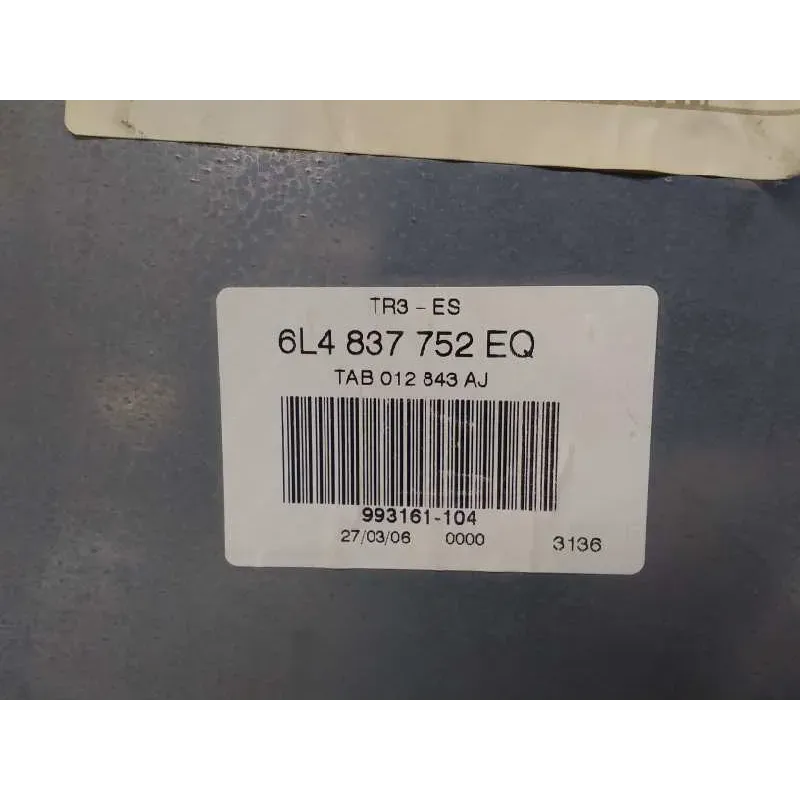 TR3 - ES
6L4 837 752 EQ
TAB 012 843 AJ
993161-104
27/03/06 0000 3136